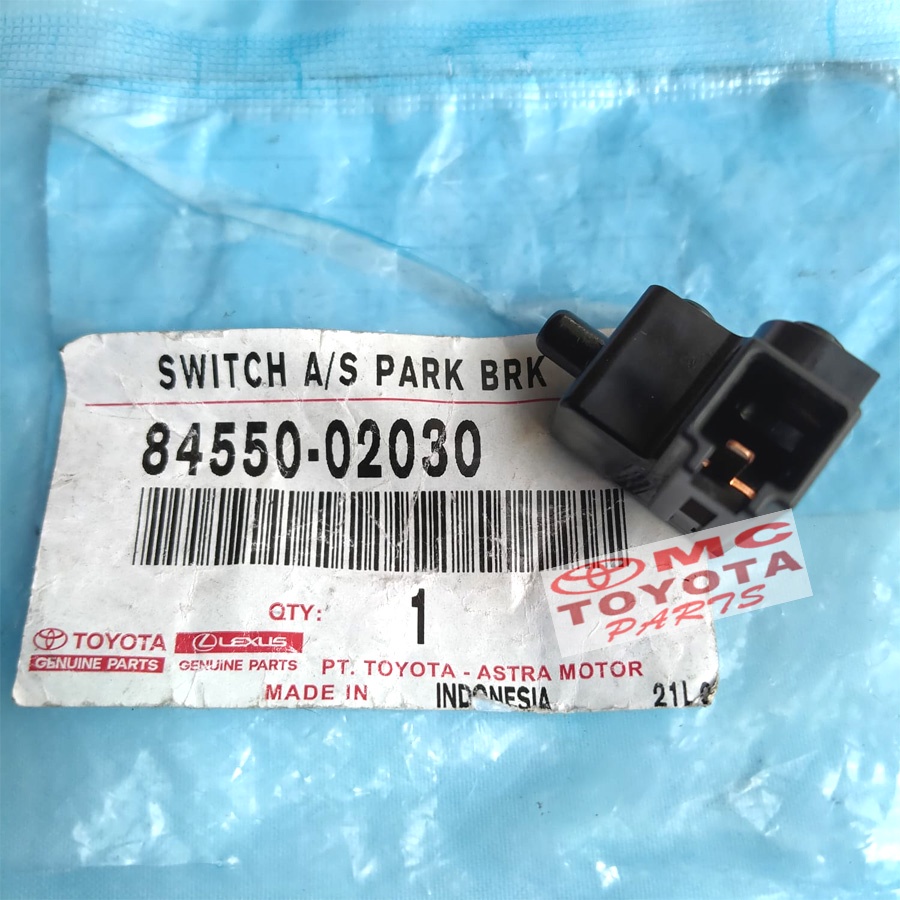 SWITCH A/S PARK BRK
84550-02030
QTY: 1
TOYOTA
GENUINE PARTS
LEXUS
GENUINE PARTS
PT. TOYOTA - ASTRA MOTOR
MADE IN INDONESIA
MC
TOYOTA
PARTS